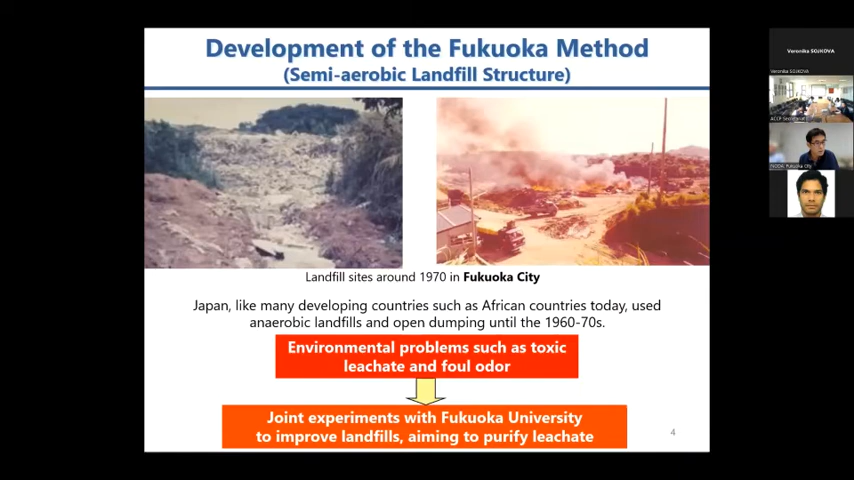 Development of the Fukuoka Method
(Semi-aerobic Landfill Structure)
Landfill sites around 1970 in Fukuoka City
Japan, like many developing countries such as African countries today, used
anaerobic landfills and open dumping until the 1960-70s.
Environmental problems such as toxic
leachate and foul odor
Joint experiments with Fukuoka University
to improve landfills, aiming to purify leachate
4
Veronika SOJKOVA
Veronika SOJKOVA
ACCP Secretariat
Fukuoka City